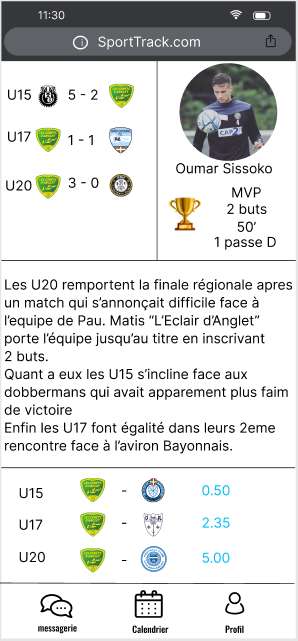 11:30
SportTrack.com
U15 5 - 2
U17 1 - 1
U20 3 - 0
Oumar Sissoko
MVP
2 buts
50’
1 passe D
Les U20 remportent la finale régionale apres
un match qui s’annonçait difficile face à
l’equipe de Pau. Matis “L’Eclair d’Anglet”
porte l’équipe jusqu’au titre en inscrivant
2 buts.
Quant a eux les U15 s’incline face aux
dobbermans qui avait apparement plus faim
de victoire
Enfin les U17 font égalité dans leurs 2eme
rencontre face à l’aviron Bayonnais.
U15 - 0.50
U17 - 2.35
U20 - 5.00
messagerie Calendrier Profil